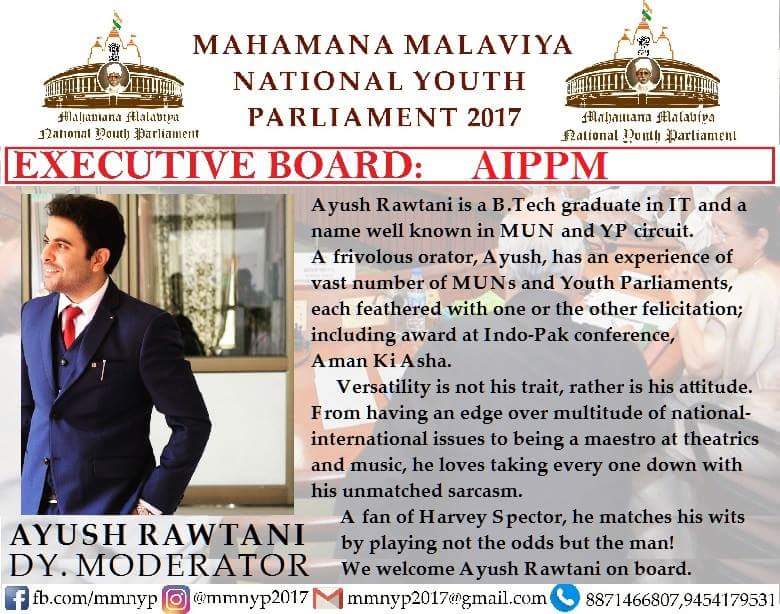 MAHAMANA MALAVIYA
NATIONAL YOUTH
PARLIAMENT 2017
Mahamana Malaviya
National Youth Parliament
Mahamana Malaviya
National Youth Parliament
EXECUTIVE BOARD: AIPPM
Ayush Rawtani is a B.Tech graduate in IT and a
name well known in MUN and YP circuit.
A frivolous orator, Ayush, has an experience of
vast number of MUNs and Youth Parliaments,
each feathered with one or the other felicitation;
including award at Indo-Pak conference,
Aman Ki Asha.
Versatility is not his trait, rather is his attitude.
From having an edge over multitude of national-
international issues to being a maestro at theatrics
and music, he loves taking every one down with
his unmatched sarcasm.
A fan of Harvey Spector, he matches his wits
by playing not the odds but the man!
We welcome Ayush Rawtani on board.
AYUSH RAWTANI
DY. MODERATOR
fb.com/mmnyp @mmnyp2017 mmnyp2017@gmail.com 8871466807,9454179531